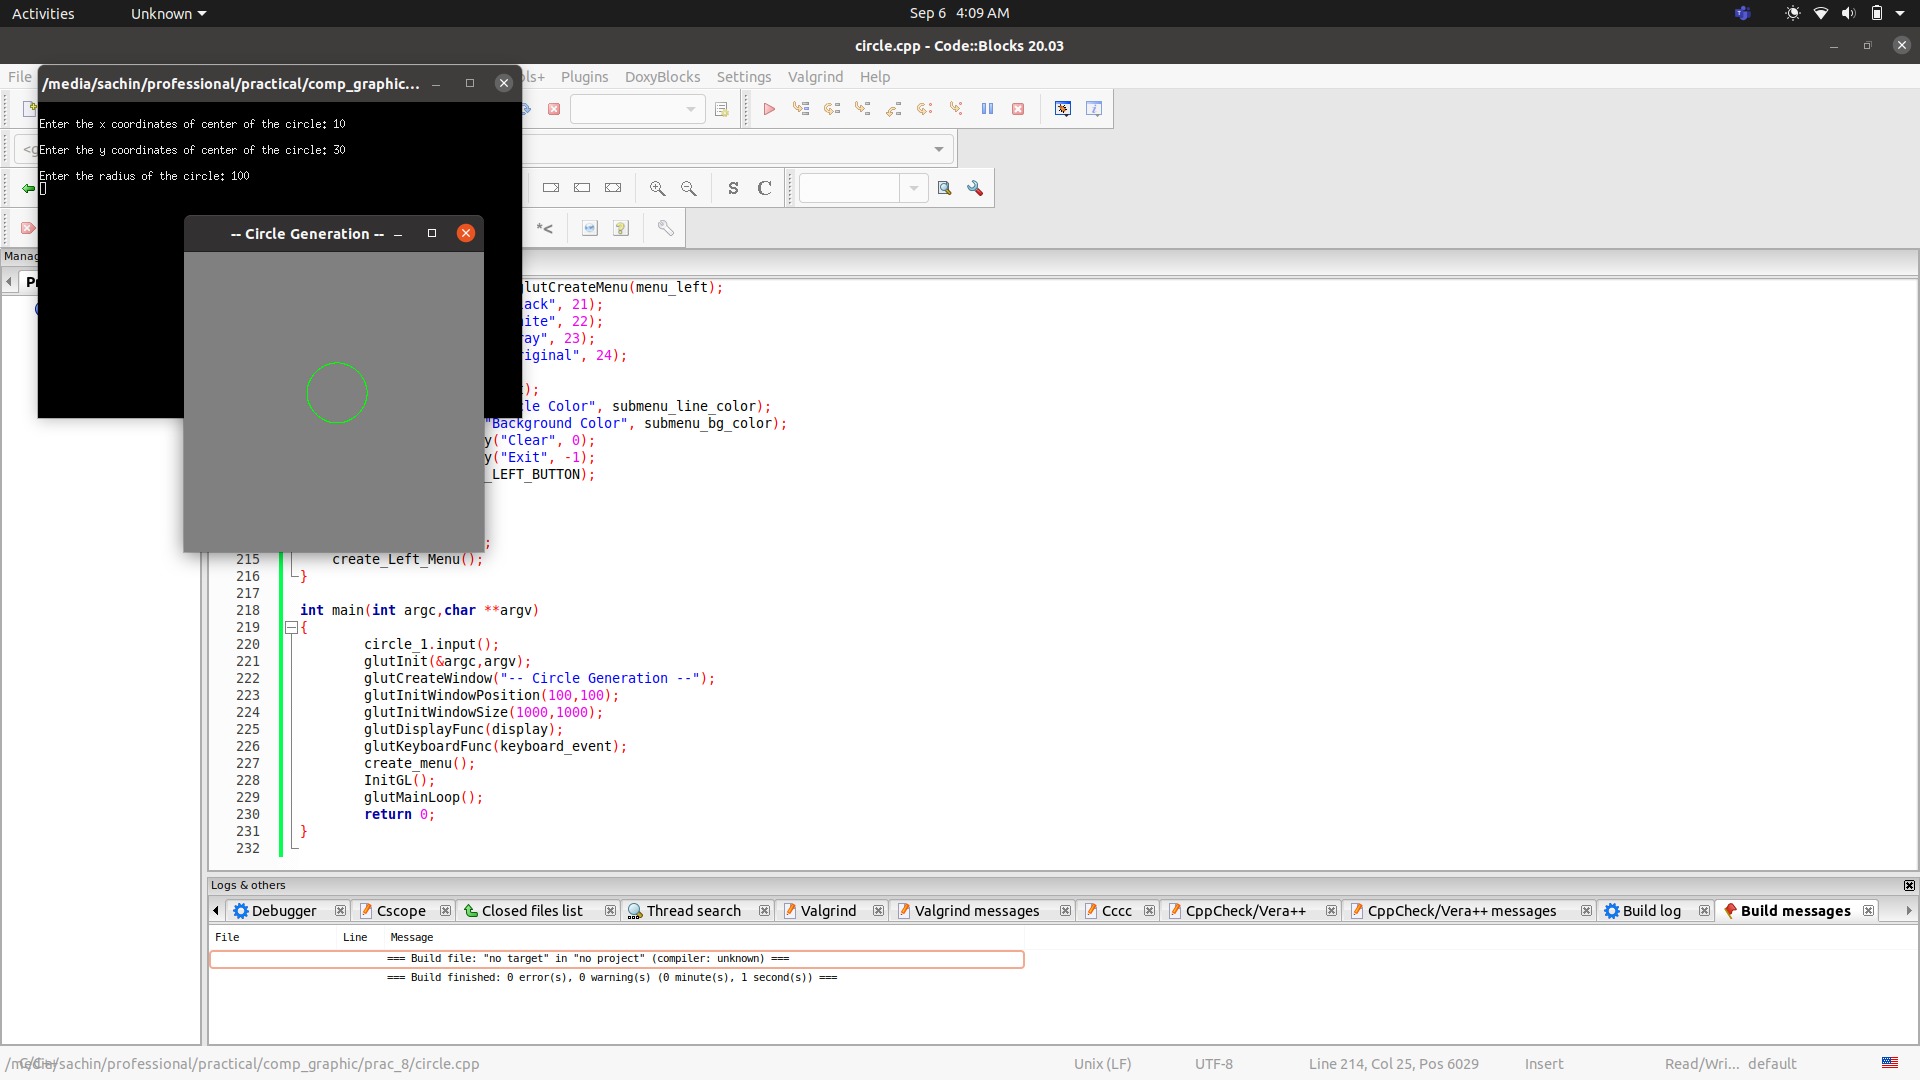 Activities
Unknown
Sep 6 4:09 AM
circle.cpp - Code::Blocks 20.03
File
Plugins DoxyBlocks Settings Valgrind Help
/media/sachin/professional/practical/comp_graphic...
Enter the x coordinates of center of the circle: 10
Enter the y coordinates of center of the circle: 30
Enter the radius of the circle: 100
S C
-- Circle Generation --
*<
glutCreateMenu(menu_left);
ack", 21);
ite", 22);
ray", 23);
riginal", 24);
);
le Color", submenu_line_color);
"Background Color", submenu_bg_color);
y("Clear", 0);
y("Exit", -1);
_LEFT_BUTTON);
;
215 create_Left_Menu();
216 }
217
218 int main(int argc,char **argv)
219 {
220 circle_1.input();
221 glutInit(&argc,argv);
222 glutCreateWindow("-- Circle Generation --");
223 glutInitWindowPosition(100,100);
224 glutInitWindowSize(1000,1000);
225 glutDisplayFunc(display);
226 glutKeyboardFunc(keyboard_event);
227 create_menu();
228 InitGL();
229 glutMainLoop();
230 return 0;
231 }
232
Logs & others
Debugger Cscope Closed files list Thread search Valgrind Valgrind messages Cccc CppCheck/Vera++ CppCheck/Vera++ messages Build log Build messages
File Line Message
=== Build file: "no target" in "no project" (compiler: unknown) ===
=== Build finished: 0 error(s), 0 warning(s) (0 minute(s), 1 second(s)) ===
/media/sachin/professional/practical/comp_graphic/prac_8/circle.cpp
Unix (LF)
UTF-8
Line 214, Col 25, Pos 6029
Insert
Read/Wri...
default